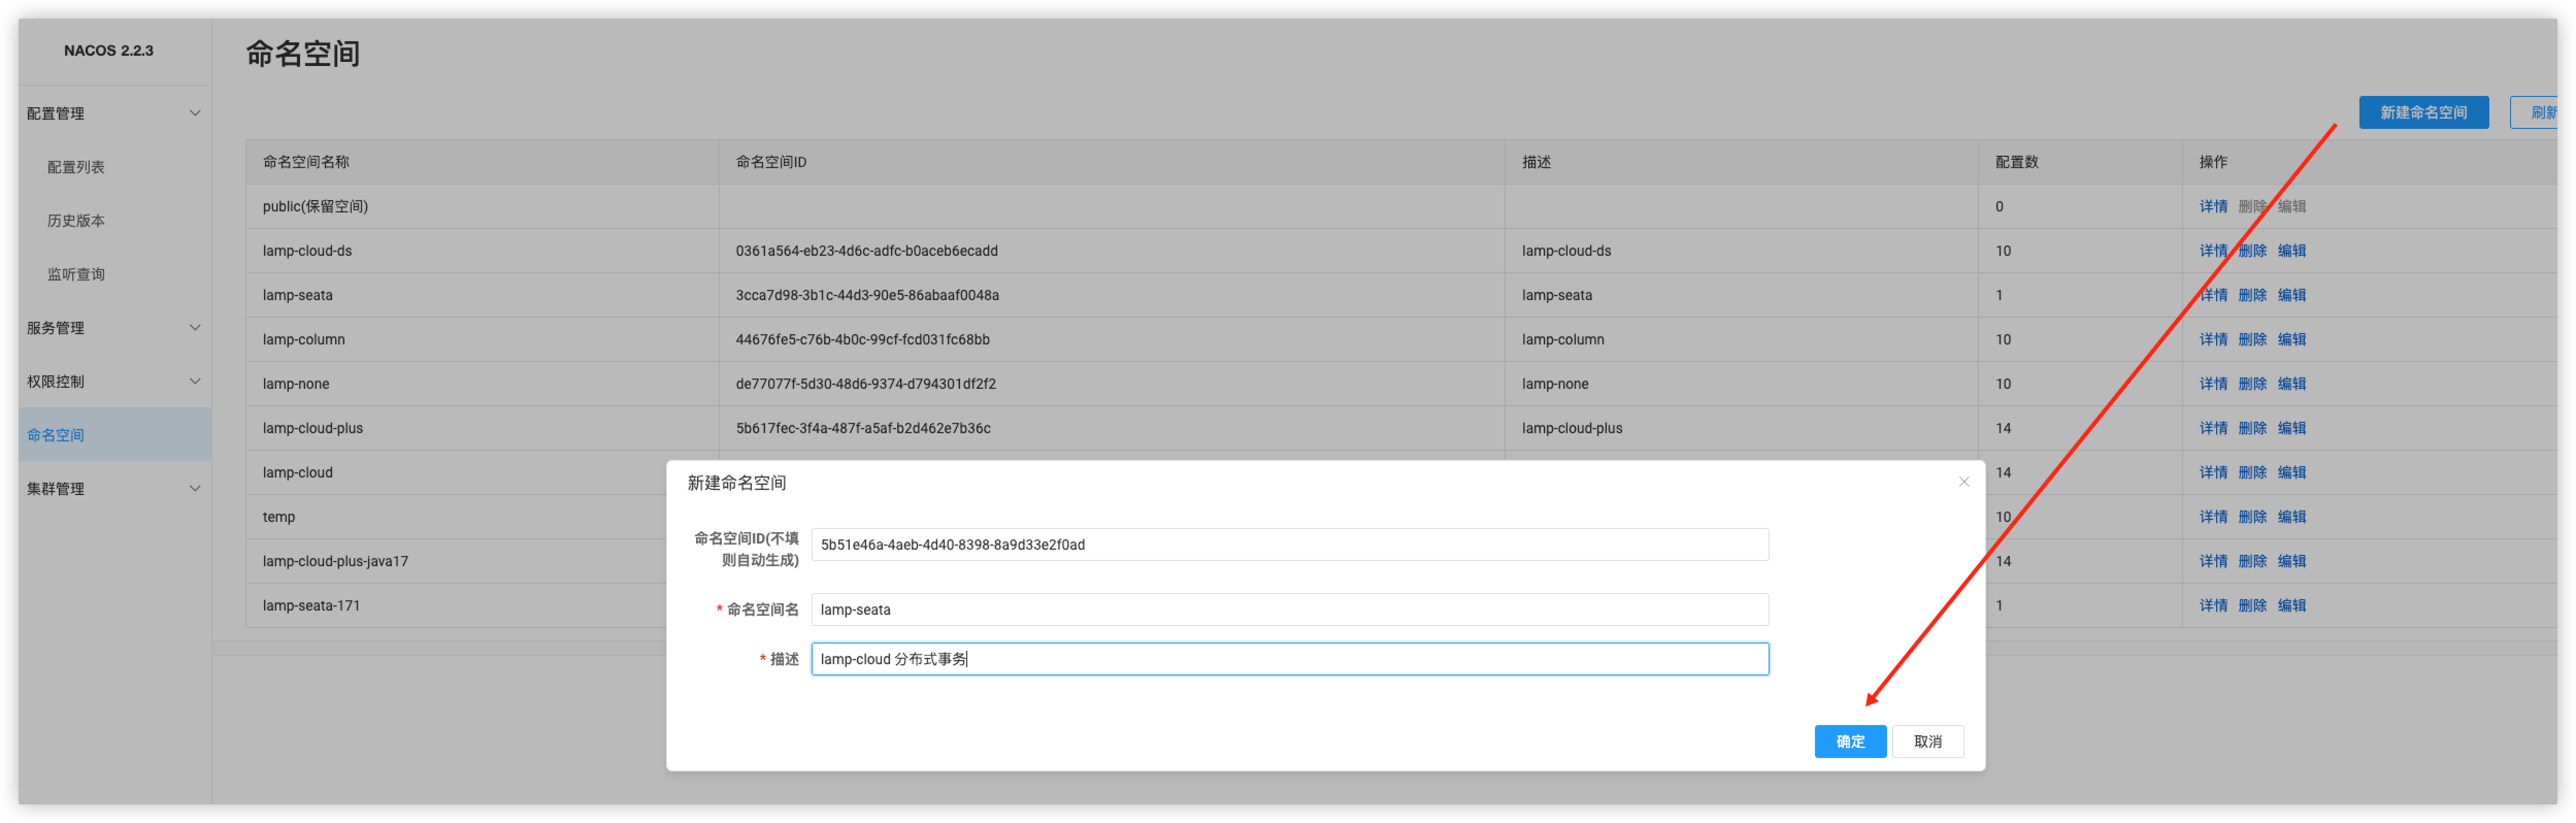 NACOS 2.2.3
配置管理
配置列表
历史版本
监听查询
服务管理
权限控制
命名空间
集群管理
命名空间
新建命名空间 刷新
命名空间名称 命名空间ID 描述 配置数 操作
public(保留空间) 0 详情 删除 编辑
lamp-cloud-ds 0361a564-eb23-4d6c-adfc-b0aceb6ecadd lamp-cloud-ds 10 详情 删除 编辑
lamp-seata 3cca7d98-3b1c-44d3-90e5-86abaaf0048a lamp-seata 1 详情 删除 编辑
lamp-column 44676fe5-c76b-4b0c-99cf-fcd031fc68bb lamp-column 10 详情 删除 编辑
lamp-none de77077f-5d30-48d6-9374-d794301df2f2 lamp-none 10 详情 删除 编辑
lamp-cloud-plus 5b617fec-3f4a-487f-a5af-b2d462e7b36c lamp-cloud-plus 14 详情 删除 编辑
lamp-cloud 14 详情 删除 编辑
temp 10 详情 删除 编辑
lamp-cloud-plus-java17 14 详情 删除 编辑
lamp-seata-171 1 详情 删除 编辑
新建命名空间
命名空间ID(不填
则自动生成) 5b51e46a-4aeb-4d40-8398-8a9d33e2f0ad
* 命名空间名 lamp-seata
* 描述 lamp-cloud 分布式事务
确定 取消